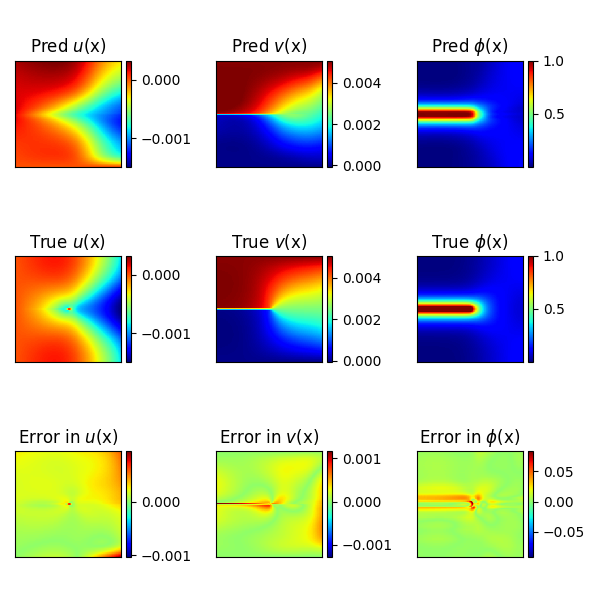 Pred u(x)
Pred v(x)
Pred ϕ(x)
0.000
−0.001
0.004
0.002
0.000
1.0
0.5
True u(x)
True v(x)
True ϕ(x)
0.000
−0.001
0.004
0.002
0.000
1.0
0.5
Error in u(x)
Error in v(x)
Error in ϕ(x)
0.000
−0.001
0.001
0.000
−0.001
0.05
0.00
−0.05